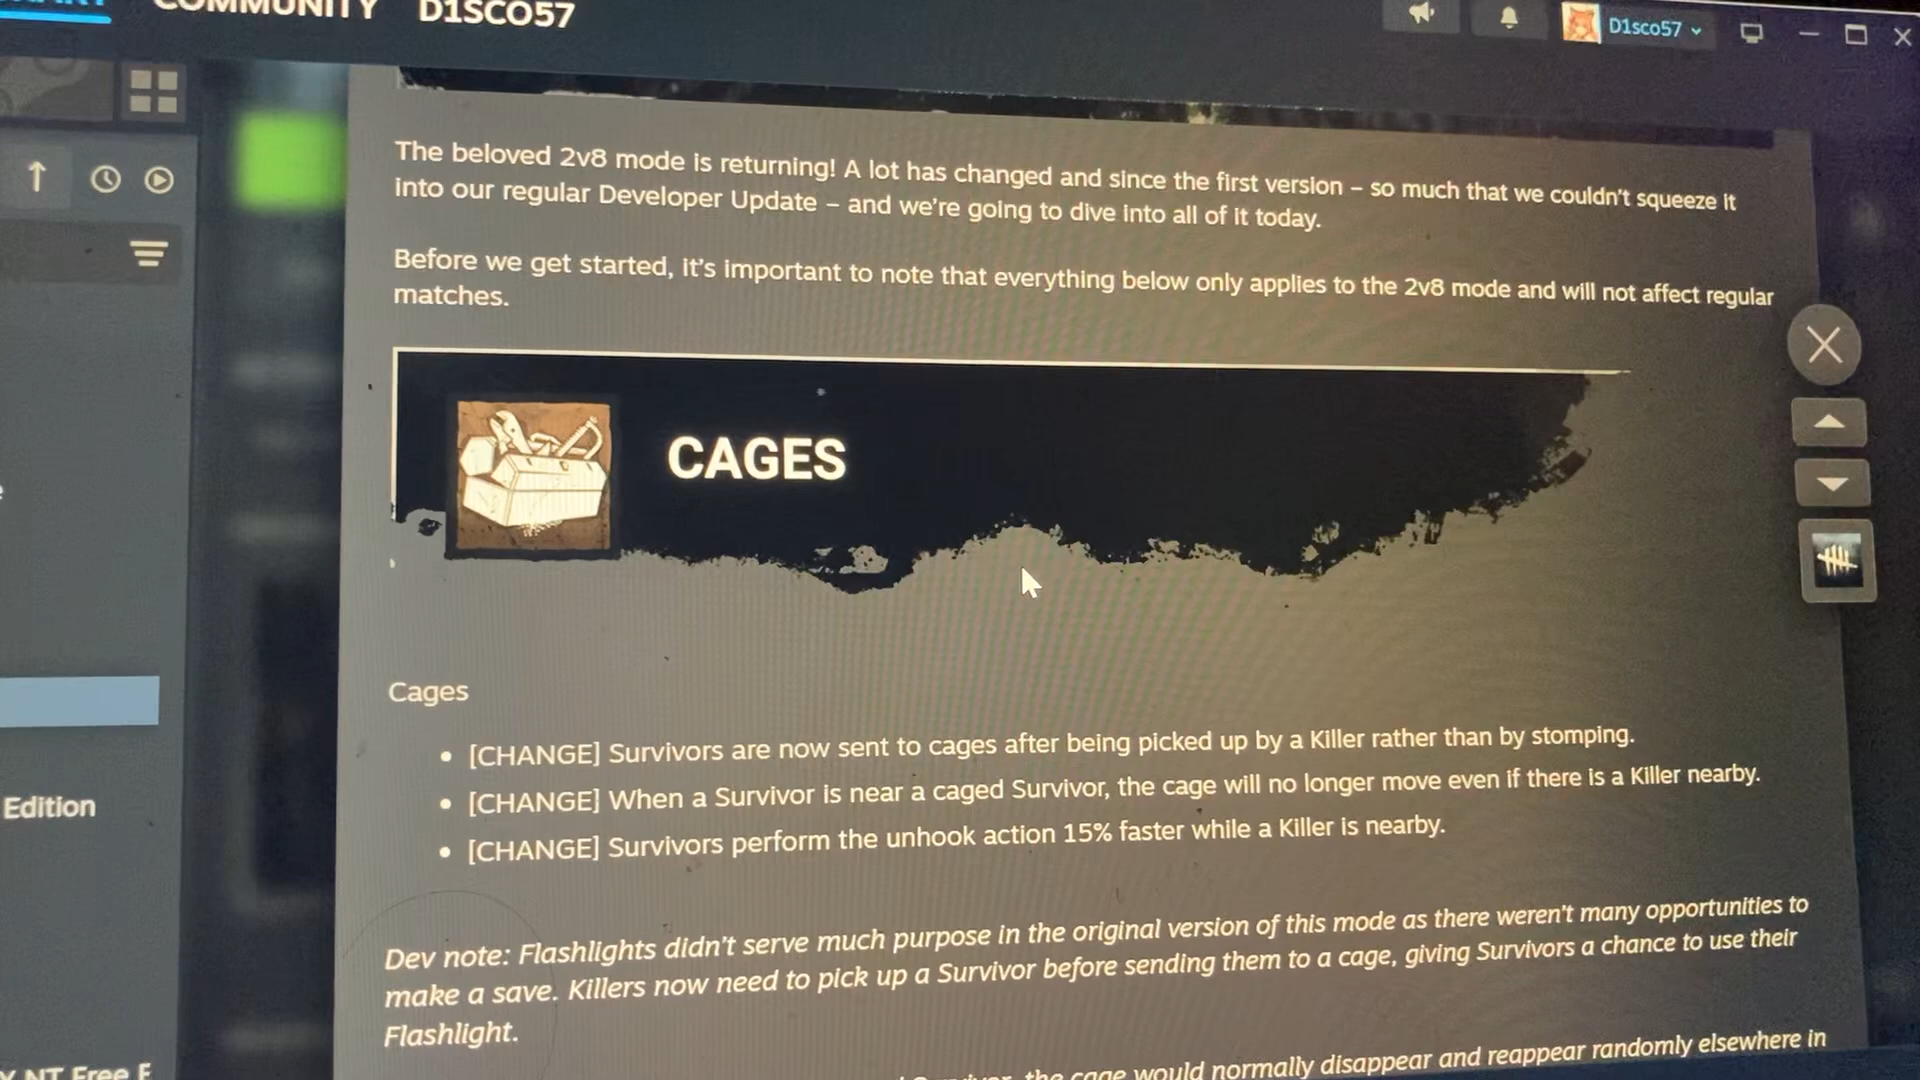 COMMUNITY D1SCO57
D1sco57
The beloved 2v8 mode is returning! A lot has changed and since the first version – so much that we couldn't squeeze it
into our regular Developer Update – and we're going to dive into all of it today.
Before we get started, it's important to note that everything below only applies to the 2v8 mode and will not affect regular
matches.
CAGES
Cages
• [CHANGE] Survivors are now sent to cages after being picked up by a Killer rather than by stomping.
• [CHANGE] When a Survivor is near a caged Survivor, the cage will no longer move even if there is a Killer nearby.
• [CHANGE] Survivors perform the unhook action 15% faster while a Killer is nearby.
Edition
Dev note: Flashlights didn't serve much purpose in the original version of this mode as there weren't many opportunities to
make a save. Killers now need to pick up a Survivor before sending them to a cage, giving Survivors a chance to use their
Flashlight.
the cage would normally disappear and reappear randomly elsewhere in
NT Free